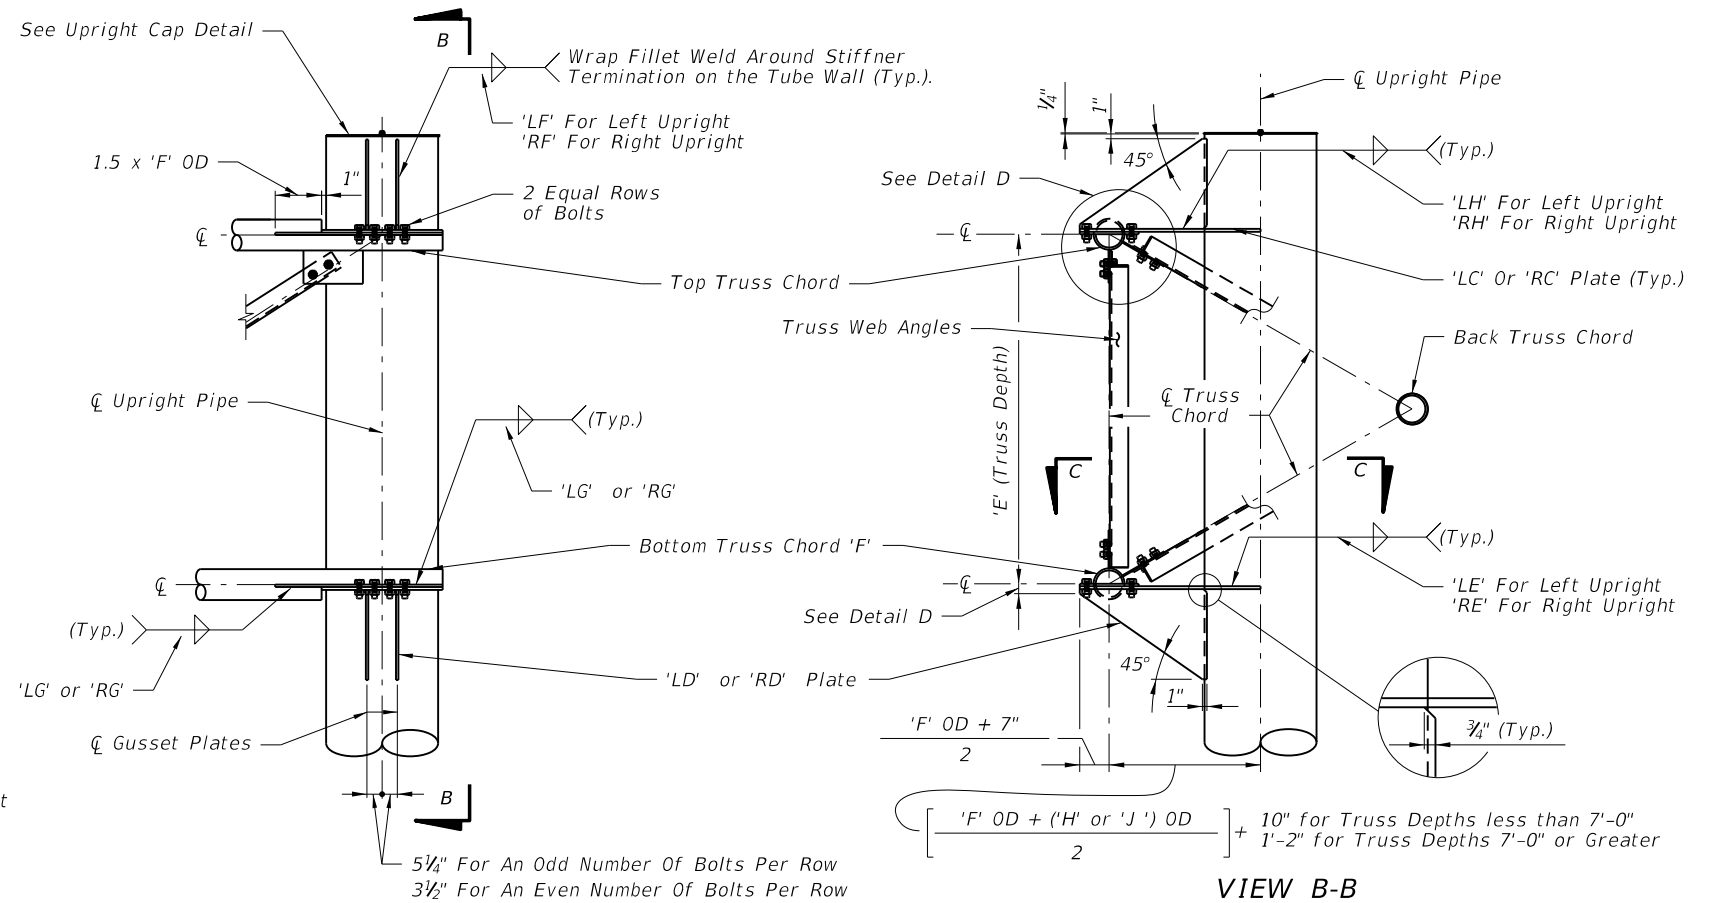 See Upright Cap Detail
B
Wrap Fillet Weld Around Stiffner
Termination on the Tube Wall (Typ.).
'LF' For Left Upright
'RF' For Right Upright
1.5 x 'F' OD
1"
2 Equal Rows
of Bolts
℄
Top Truss Chord
℄ Upright Pipe
(Typ.)
'LG' or 'RG'
Bottom Truss Chord 'F'
℄
(Typ.)
'LG' or 'RG'
'LD' or 'RD' Plate
℄ Gusset Plates
t
B
5¼" For An Odd Number Of Bolts Per Row
3½" For An Even Number Of Bolts Per Row
℄ Upright Pipe
¼"
1"
45°
(Typ.)
See Detail D
'LH' For Left Upright
'RH' For Right Upright
℄
'LC' Or 'RC' Plate (Typ.)
Truss Web Angles
Back Truss Chord
'E' (Truss Depth)
℄ Truss
Chord
C
C
(Typ.)
℄
'LE' For Left Upright
'RE' For Right Upright
See Detail D
45°
1"
¾" (Typ.)
'F' OD + 7"
2
'F' OD + ('H' or 'J ') OD
2
+
10" for Truss Depths less than 7'-0"
1'-2" for Truss Depths 7'-0" or Greater
VIEW B-B